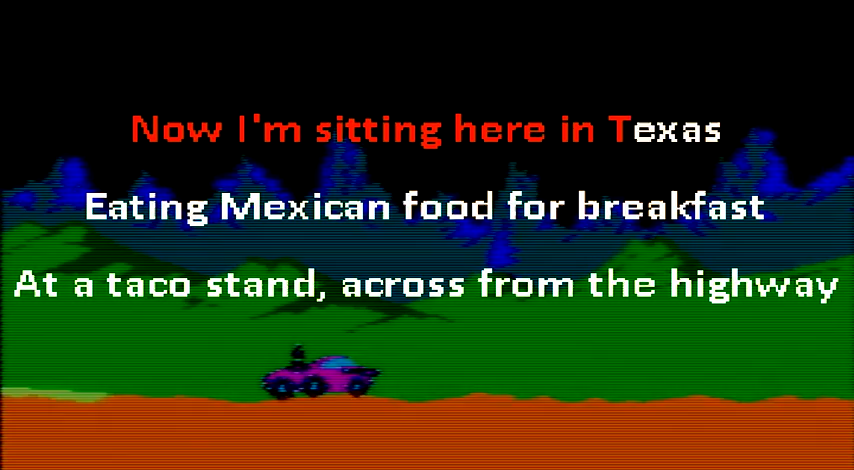 Now I'm sitting here in Texas
Eating Mexican food for breakfast
At a taco stand, across from the highway